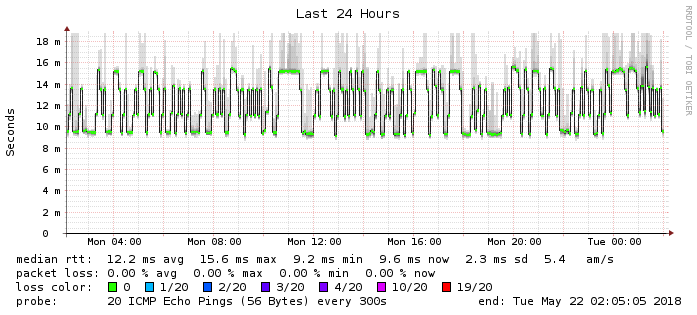 Last 24 Hours
RRDTOOL / TOBI OETIKER
Seconds
18 m
16 m
14 m
12 m
10 m
8 m
6 m
4 m
2 m
0
Mon 04:00 Mon 08:00 Mon 12:00 Mon 16:00 Mon 20:00 Tue 00:00
median rtt: 12.2 ms avg 15.6 ms max 9.2 ms min 9.6 ms now 2.3 ms sd 5.4 am/s
packet loss: 0.00 % avg 0.00 % max 0.00 % min 0.00 % now
loss color: 0 1/20 2/20 3/20 4/20 10/20 19/20
probe: 20 ICMP Echo Pings (56 Bytes) every 300s end: Tue May 22 02:05:05 2018